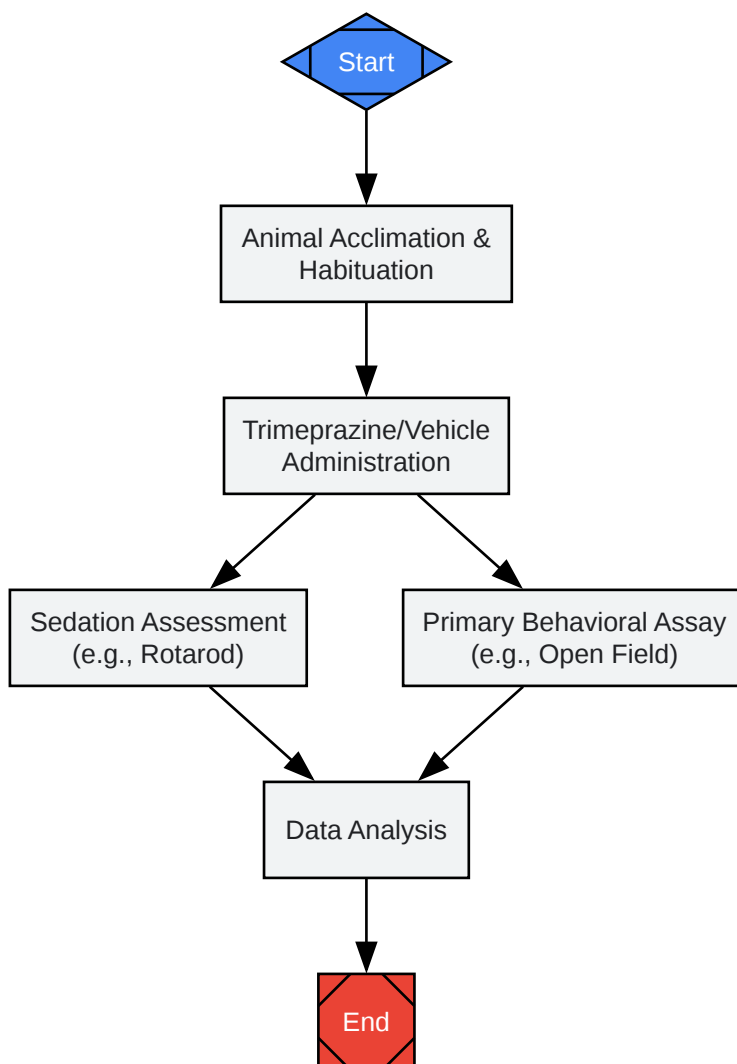 Start
Animal Acclimation &
Habituation
Trimeprazine/Vehicle
Administration
Sedation Assessment
(e.g., Rotarod)
Primary Behavioral Assay
(e.g., Open Field)
Data Analysis
End